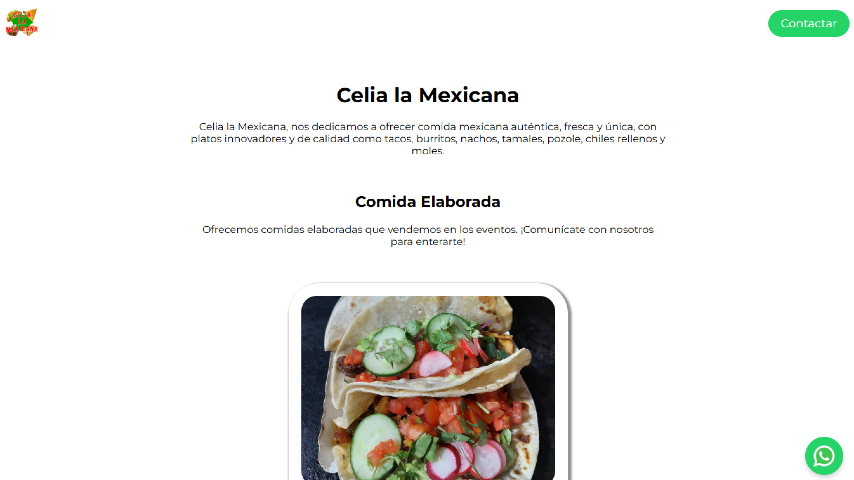 Contactar
Celia la Mexicana
Celia la Mexicana, nos dedicamos a ofrecer comida mexicana auténtica, fresca y única, con
platos innovadores y de calidad como tacos, burritos, nachos, tamales, pozole, chiles rellenos y
moles.
Comida Elaborada
Ofrecemos comidas elaboradas que vendemos en los eventos. ¡Comunícate con nosotros
para enterarte!